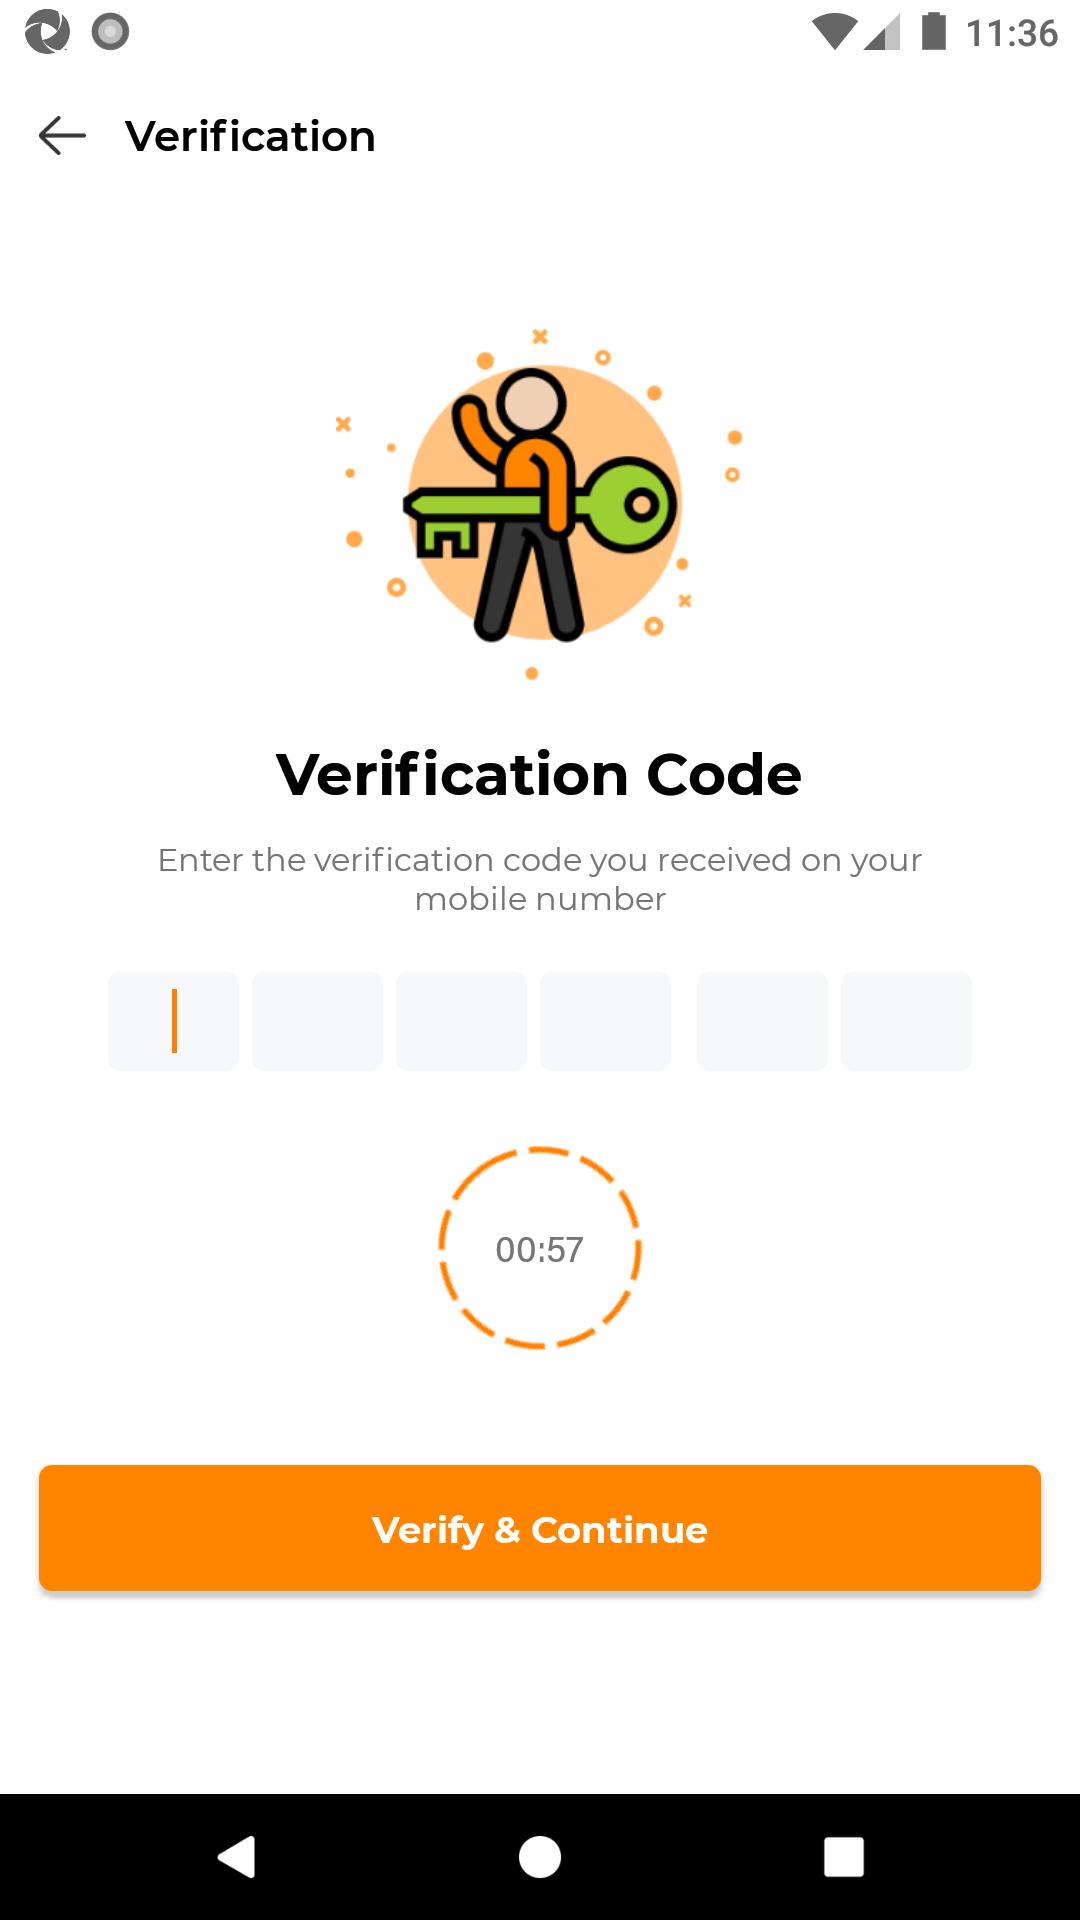 11:36
Verification
Verification Code
Enter the verification code you received on your
mobile number
00:57
Verify & Continue